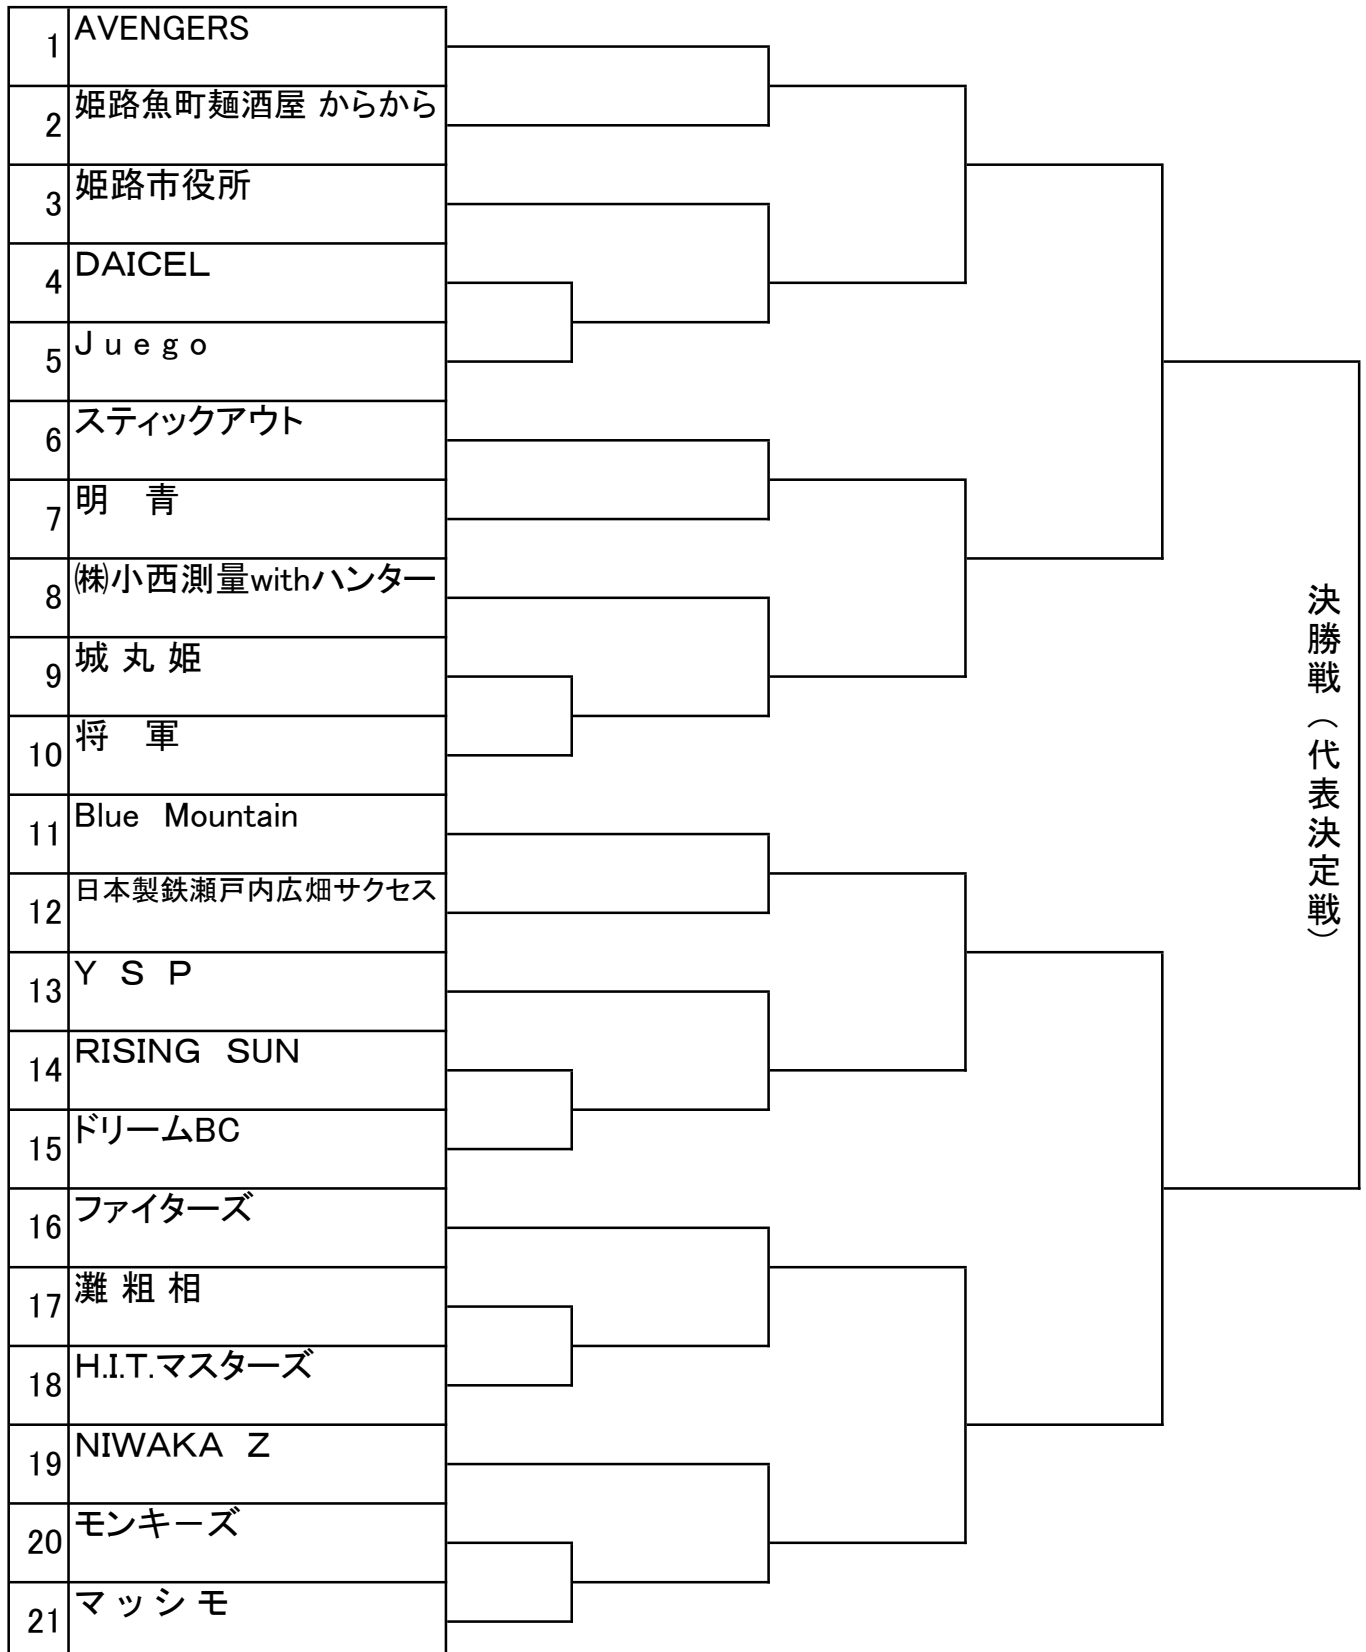 1 AVENGERS
2 姫路魚町麺酒屋 からから
3 姫路市役所
4 DAICEL
5 Juego
6 スティックアウト
7 明　青
8 ㈱小西測量withハンター
9 城 丸 姫
10 将　軍
11 Blue　Mountain
12 日本製鉄瀬戸内広畑サクセス
13 Y S P
14 RISING　SUN
15 ドリームBC
16 ファイターズ
17 灘 粗 相
18 H.I.T.マスターズ
19 NIWAKA　Z
20 モンキーズ
21 マッシモ
決勝戦（代表決定戦）